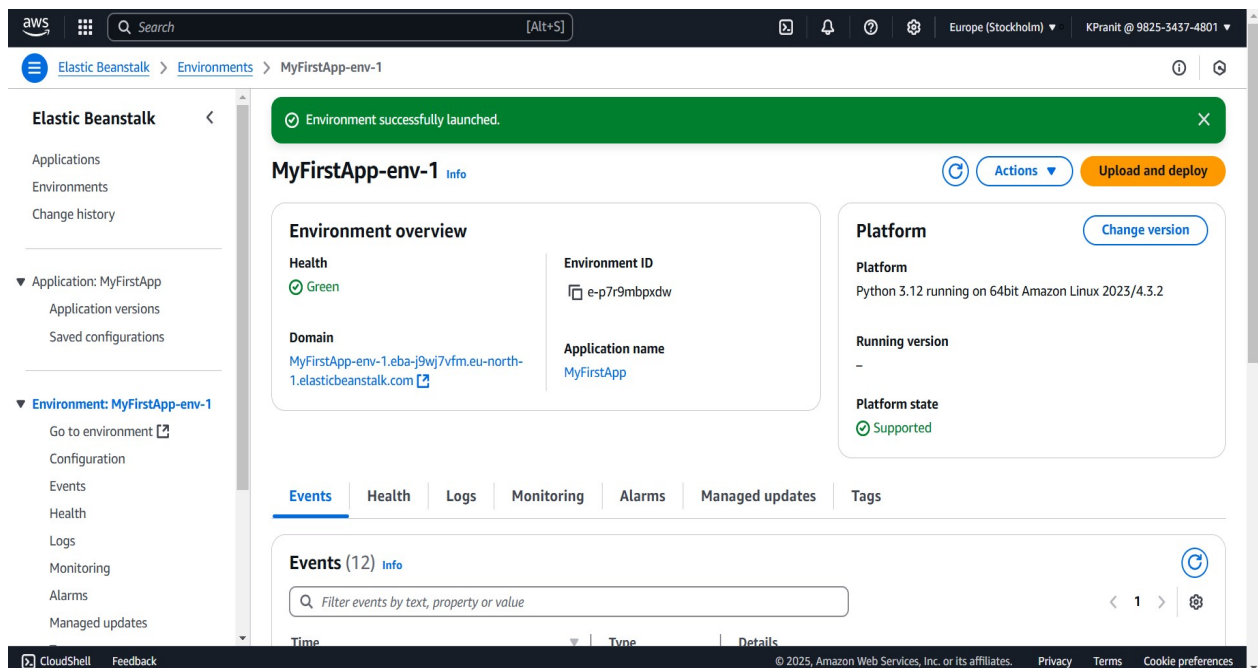 aws
Search [Alt+S]
Europe (Stockholm) ▼
KPranit @ 9825-3437-4801 ▼
Elastic Beanstalk > Environments > MyFirstApp-env-1
Elastic Beanstalk
Applications
Environments
Change history
▼ Application: MyFirstApp
Application versions
Saved configurations
▼ Environment: MyFirstApp-env-1
Go to environment
Configuration
Events
Health
Logs
Monitoring
Alarms
Managed updates
Environment successfully launched.
MyFirstApp-env-1 Info
Actions ▼
Upload and deploy
Environment overview
Health
Green
Domain
MyFirstApp-env-1.eba-j9wj7vfm.eu-north-
1.elasticbeanstalk.com
Environment ID
e-p7r9mbpxdw
Application name
MyFirstApp
Platform
Change version
Platform
Python 3.12 running on 64bit Amazon Linux 2023/4.3.2
Running version
–
Platform state
Supported
Events Health Logs Monitoring Alarms Managed updates Tags
Events (12) Info
Filter events by text, property or value
< 1 >
Time ▼ Type Details
CloudShell Feedback
© 2025, Amazon Web Services, Inc. or its affiliates. Privacy Terms Cookie preferences